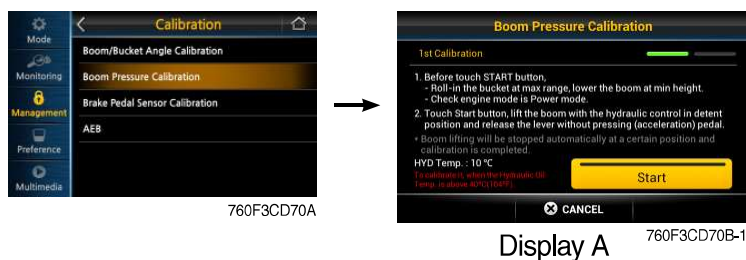 Mode
Monitoring
Management
Preference
Multimedia
Calibration
Boom/Bucket Angle Calibration
Boom Pressure Calibration
Brake Pedal Sensor Calibration
AEB
760F3CD70A
Boom Pressure Calibration
1st Calibration
1. Before touch START button,
- Roll-in the bucket at max range, lower the boom at min height.
- Check engine mode is Power mode.
2. Touch Start button, lift the boom with the hydraulic control in detent
position and release the lever without pressing (acceleration) pedal.
* Boom lifting will be stopped automatically at a certain position and
calibration is completed.
HYD Temp. : 10 ℃
To calibrate it, when the Hydraulic Oil
Temp. is above 40℃(104℉).
Start
CANCEL
Display A
760F3CD70B-1